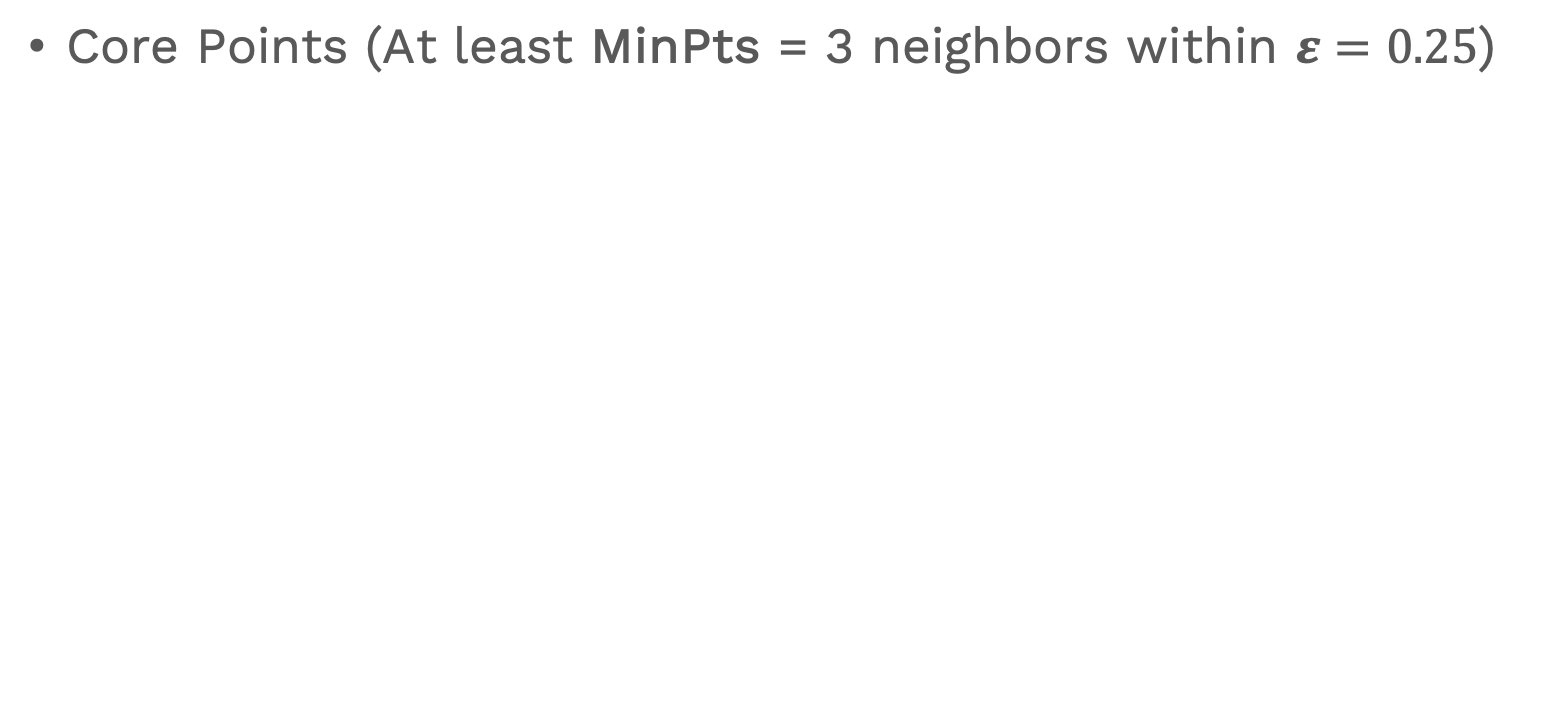 • Core Points (At least MinPts = 3 neighbors within ε = 0.25)